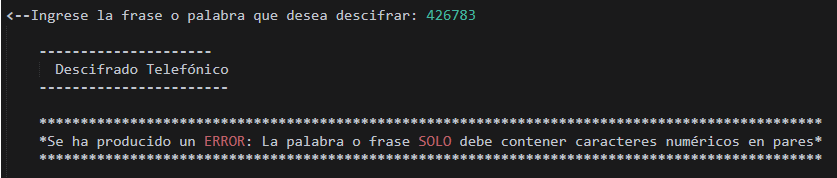 <--Ingrese la frase o palabra que desea descifrar: 426783
---------------------
Descifrado Telefónico
-----------------------
***********************************************************************************************
*Se ha producido un ERROR: La palabra o frase SOLO debe contener caracteres numéricos en pares*
***********************************************************************************************